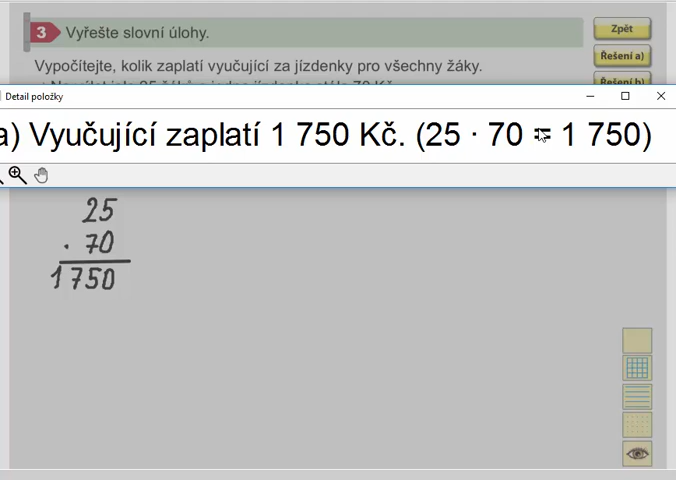 3 Vyřešte slovní úlohy.
Zpět
Vypočítejte, kolik zaplatí vyučující za jízdenky pro všechny žáky.
Řešení a)
Řešení b)
Detail položky
a) Vyučující zaplatí 1 750 Kč. (25 · 70 = 1 750)
25
· 70
1750